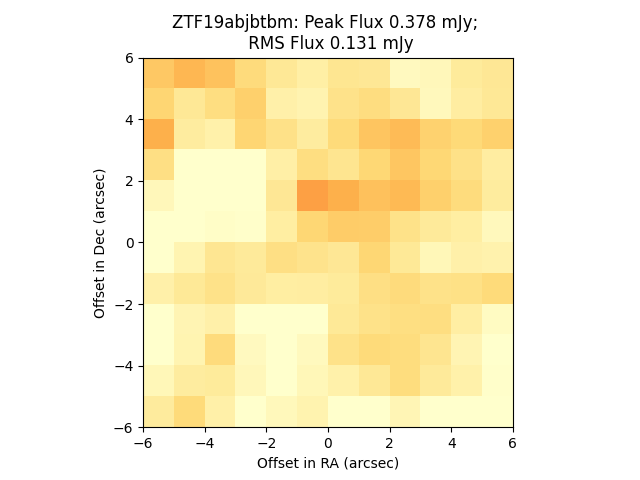 ZTF19abjbtbm: Peak Flux 0.378 mJy;
RMS Flux 0.131 mJy
6
4
2
0
−2
−4
−6
Offset in Dec (arcsec)
−6 −4 −2 0 2 4 6
Offset in RA (arcsec)